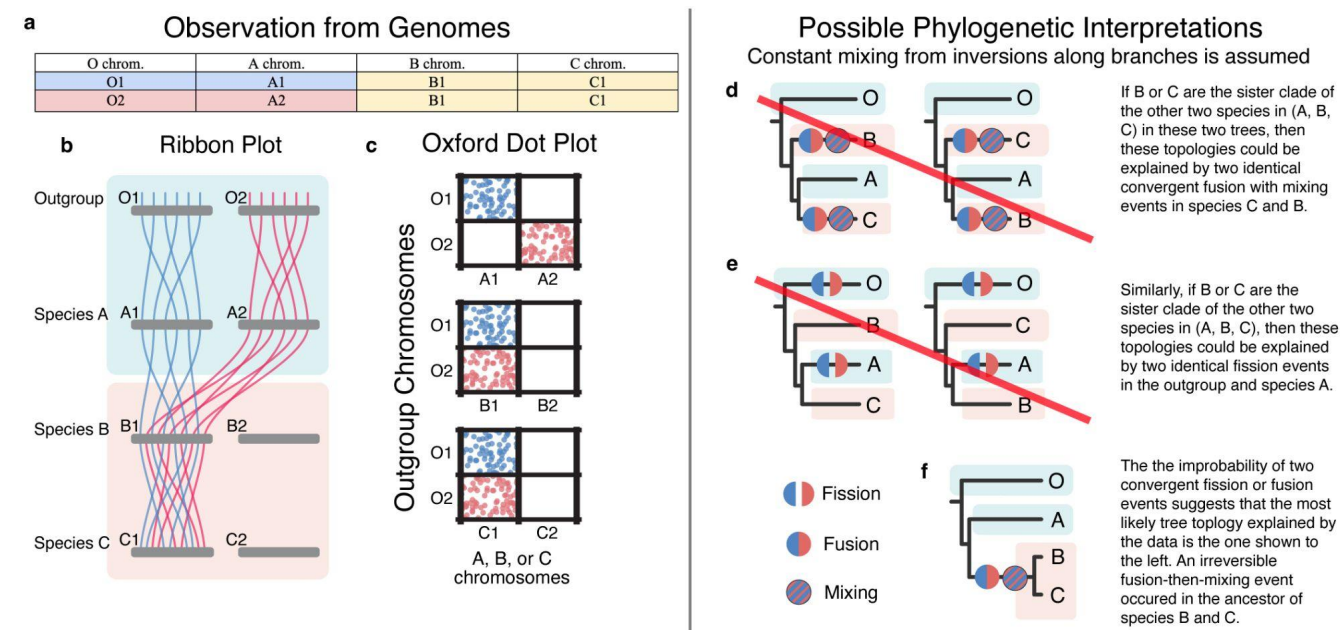 a
Observation from Genomes
O chrom. A chrom. B chrom. C chrom.
O1 A1 B1 C1
O2 A2 B1 C1
b
Ribbon Plot
Outgroup
O1 O2
Species A
A1 A2
Species B
B1 B2
Species C
C1 C2
c
Oxford Dot Plot
Outgroup Chromosomes
O1
O2
A1 A2
O1
O2
B1 B2
O1
O2
C1 C2
A, B, or C
chromosomes
Possible Phylogenetic Interpretations
Constant mixing from inversions along branches is assumed
d
O
B
A
C
O
C
A
B
If B or C are the sister clade of
the other two species in (A, B,
C) in these two trees, then
these topologies could be
explained by two identical
convergent fusion with mixing
events in species C and B.
e
O
B
A
C
O
C
A
B
Similarly, if B or C are the
sister clade of the other two
species in (A, B, C), then these
topologies could be explained
by two identical fission events
in the outgroup and species A.
Fission
Fusion
Mixing
f
O
A
B
C
The the improbability of two
convergent fission or fusion
events suggests that the most
likely tree toplogy explained by
the data is the one shown to
the left. An irreversible
fusion-then-mixing event
occured in the ancestor of
species B and C.